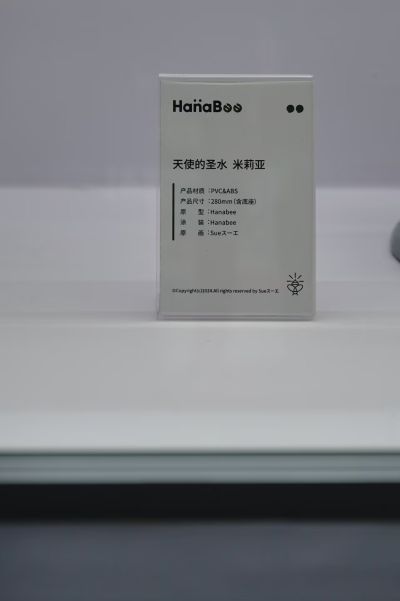 HanaBee
天使的圣水 米莉亚
产品材质：PVC&ABS
产品尺寸：280mm（含底座）
原 型：Hanabee
涂 装：Hanabee
原 画：Sueスーエ
©Copyright(c)2024.All rights reserved by Sueスーエ